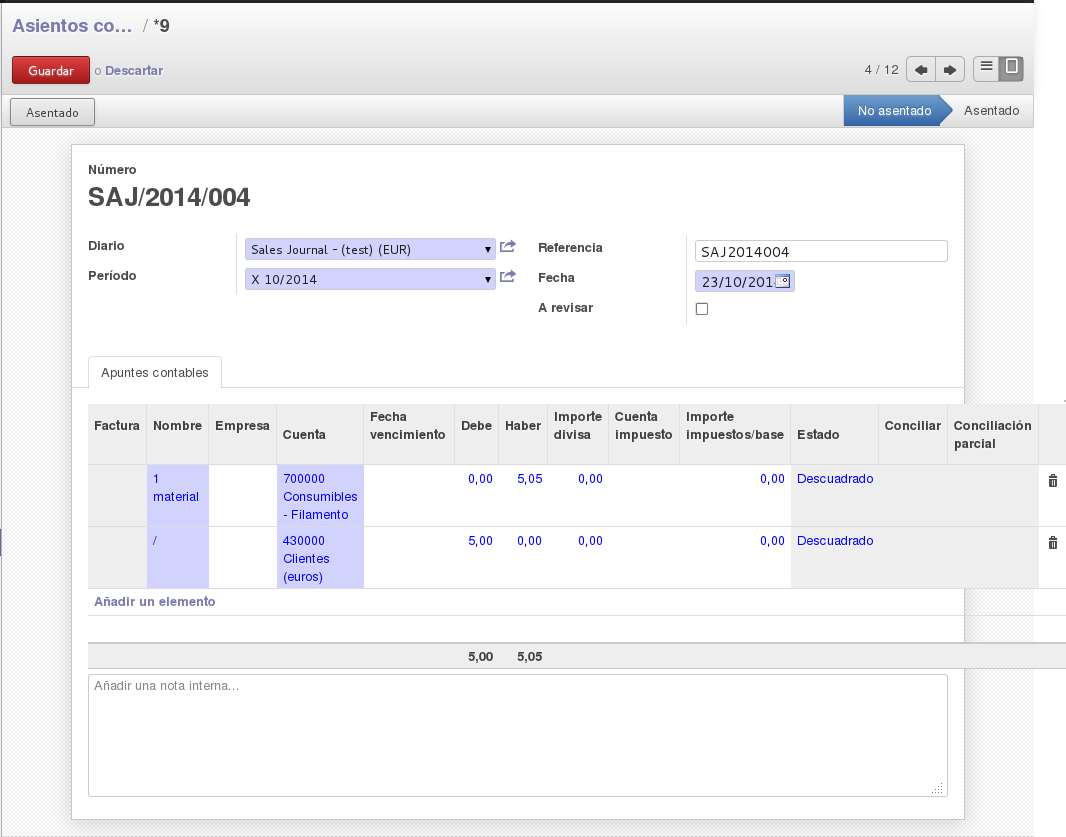 Asientos co... / *9
Guardar o Descartar
4 / 12
Asentado
No asentado Asentado
Número
SAJ/2014/004
Diario Sales Journal - (test) (EUR)
Período X 10/2014
Referencia SAJ2014004
Fecha 23/10/201
A revisar
Apuntes contables
Factura Nombre Empresa Cuenta Fecha vencimiento Debe Haber Importe divisa Cuenta impuesto Importe impuestos/base Estado Conciliar Conciliación parcial
1 material 700000 Consumibles - Filamento 0,00 5,05 0,00 0,00 Descuadrado
/ 430000 Clientes (euros) 5,00 0,00 0,00 0,00 Descuadrado
Añadir un elemento
5,00 5,05
Añadir una nota interna...